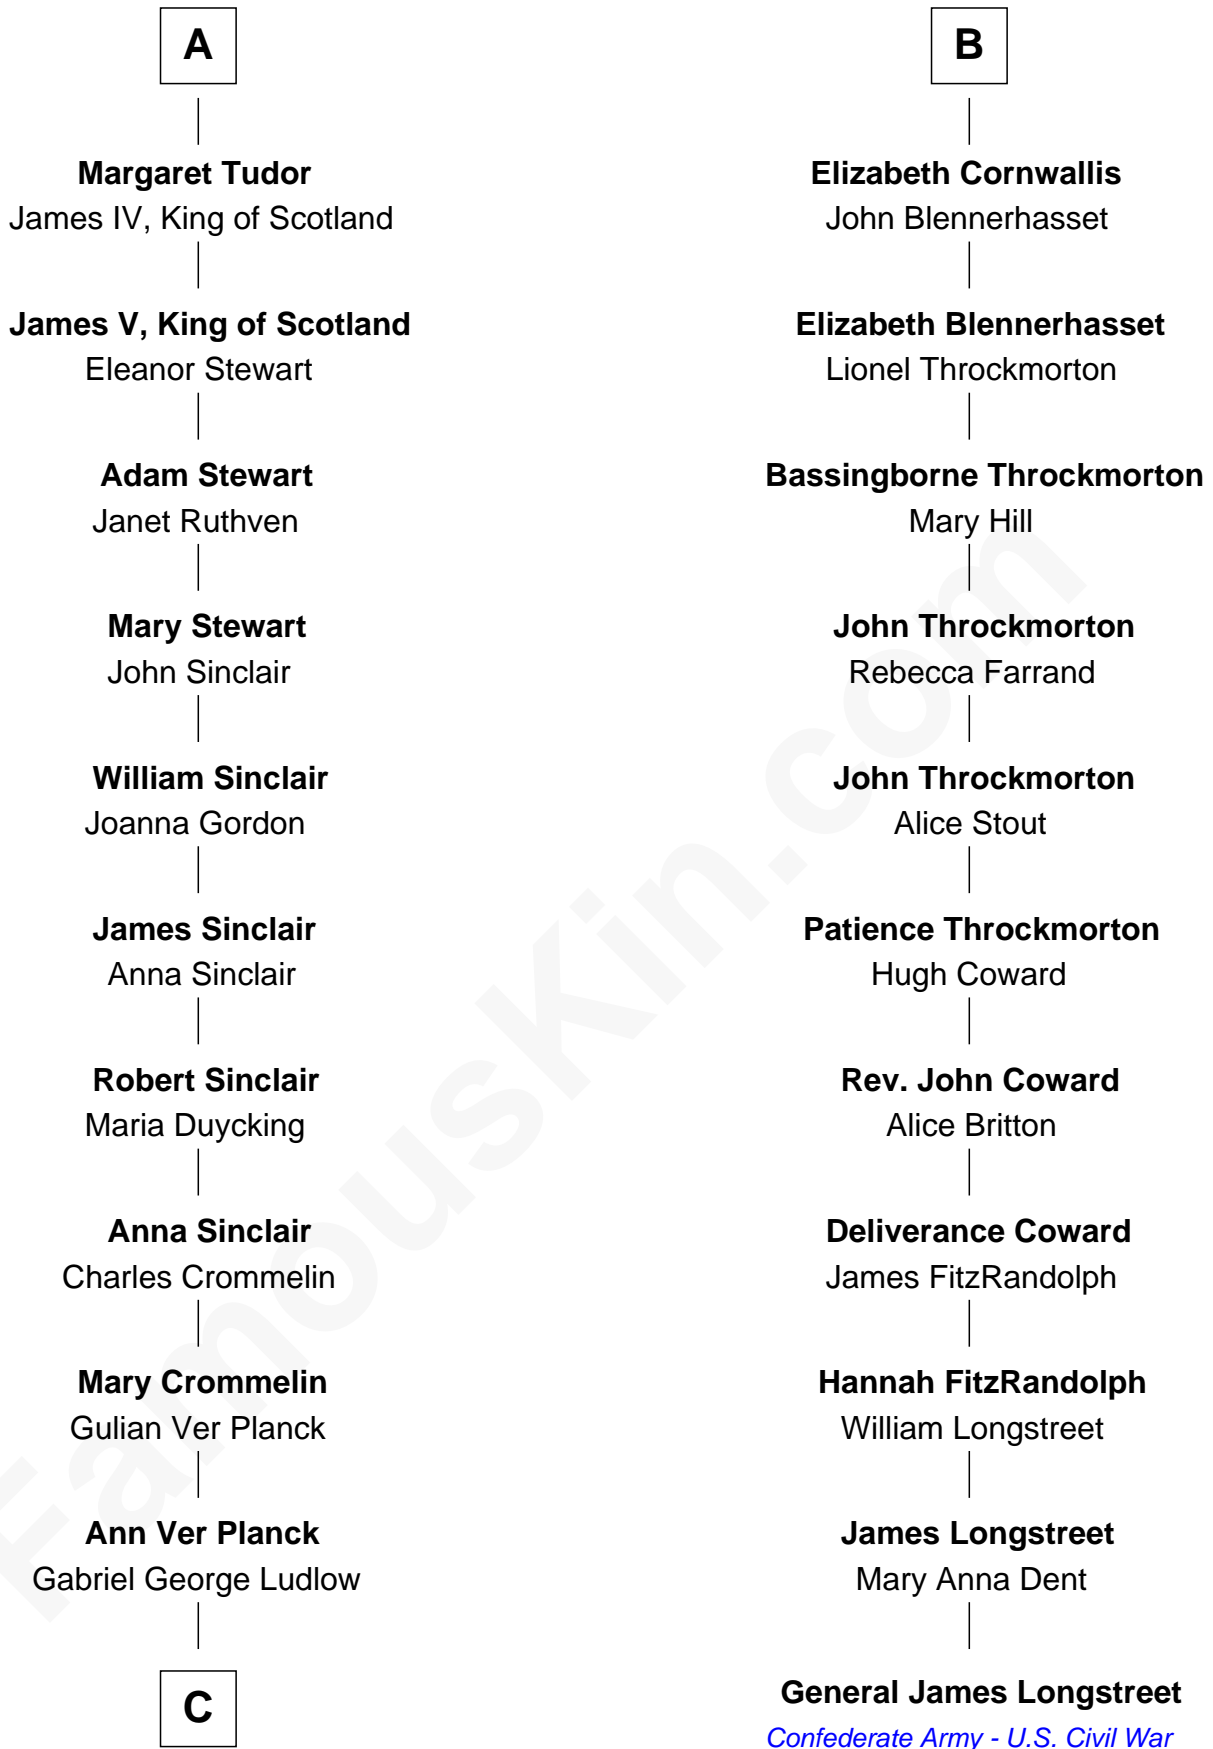 A
Margaret Tudor
James IV, King of Scotland
James V, King of Scotland
Eleanor Stewart
Adam Stewart
Janet Ruthven
Mary Stewart
John Sinclair
William Sinclair
Joanna Gordon
James Sinclair
Anna Sinclair
Robert Sinclair
Maria Duycking
Anna Sinclair
Charles Crommelin
Mary Crommelin
Gulian Ver Planck
Ann Ver Planck
Gabriel George Ludlow
C
B
Elizabeth Cornwallis
John Blennerhasset
Elizabeth Blennerhasset
Lionel Throckmorton
Bassingborne Throckmorton
Mary Hill
John Throckmorton
Rebecca Farrand
John Throckmorton
Alice Stout
Patience Throckmorton
Hugh Coward
Rev. John Coward
Alice Britton
Deliverance Coward
James FitzRandolph
Hannah FitzRandolph
William Longstreet
James Longstreet
Mary Anna Dent
General James Longstreet
Confederate Army - U.S. Civil War
FamousKin.com